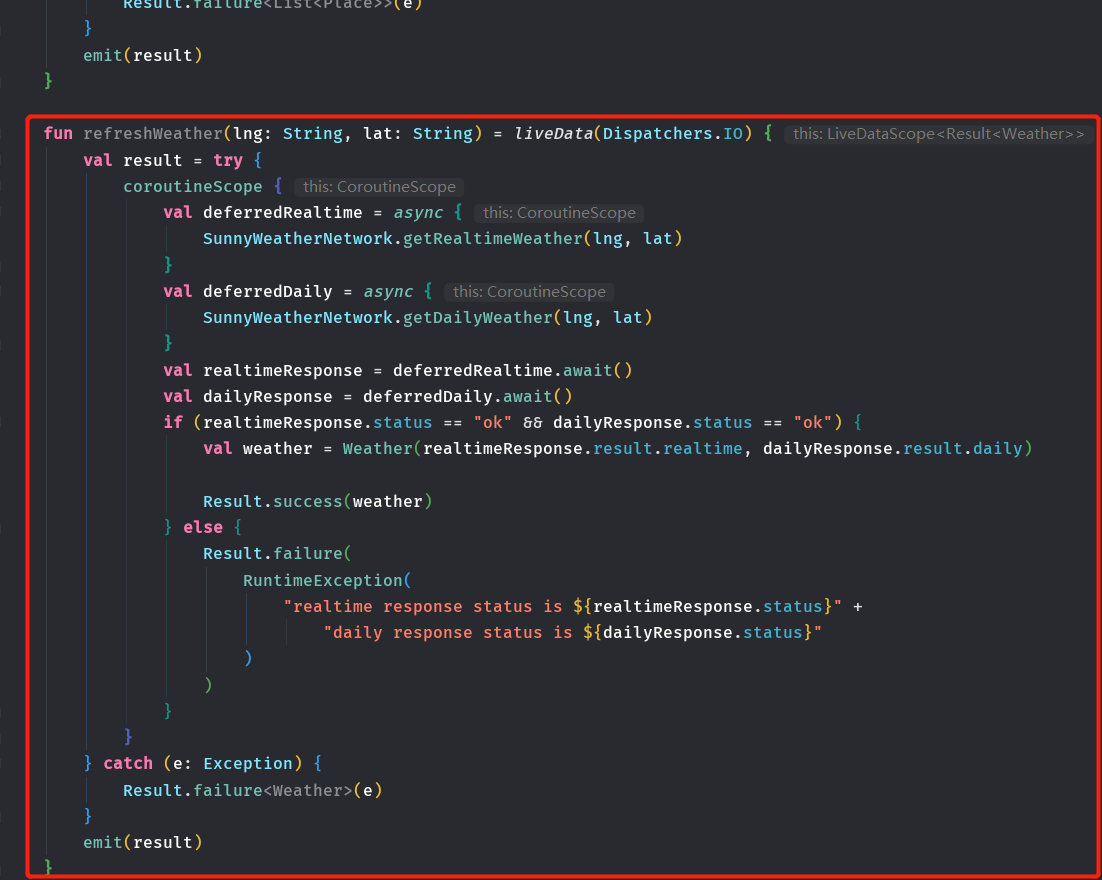 Result.failure<List<Place>>(e)
}
emit(result)
}
fun refreshWeather(lng: String, lat: String) = liveData(Dispatchers.IO) { this: LiveDataScope<Result<Weather>>
val result = try {
coroutineScope { this: CoroutineScope
val deferredRealtime = async { this: CoroutineScope
SunnyWeatherNetwork.getRealtimeWeather(lng, lat)
}
val deferredDaily = async { this: CoroutineScope
SunnyWeatherNetwork.getDailyWeather(lng, lat)
}
val realtimeResponse = deferredRealtime.await()
val dailyResponse = deferredDaily.await()
if (realtimeResponse.status == "ok" && dailyResponse.status == "ok") {
val weather = Weather(realtimeResponse.result.realtime, dailyResponse.result.daily)
Result.success(weather)
} else {
Result.failure(
RuntimeException(
"realtime response status is ${realtimeResponse.status}" +
"daily response status is ${dailyResponse.status}"
)
)
}
}
} catch (e: Exception) {
Result.failure<Weather>(e)
}
emit(result)
}